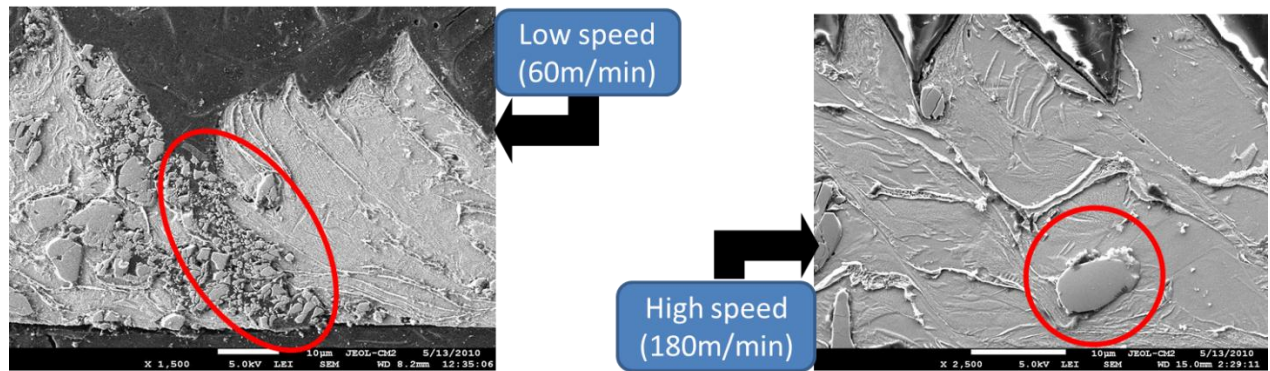 Low speed
(60m/min)
10µm JEOL-CM2 5/13/2010
X 1,500 5.0kV LEI SEM WD 8.2mm 12:35:06
High speed
(180m/min)
10µm JEOL-CM2 5/13/2010
X 2,500 5.0kV LEI SEM WD 15.0mm 2:29:11